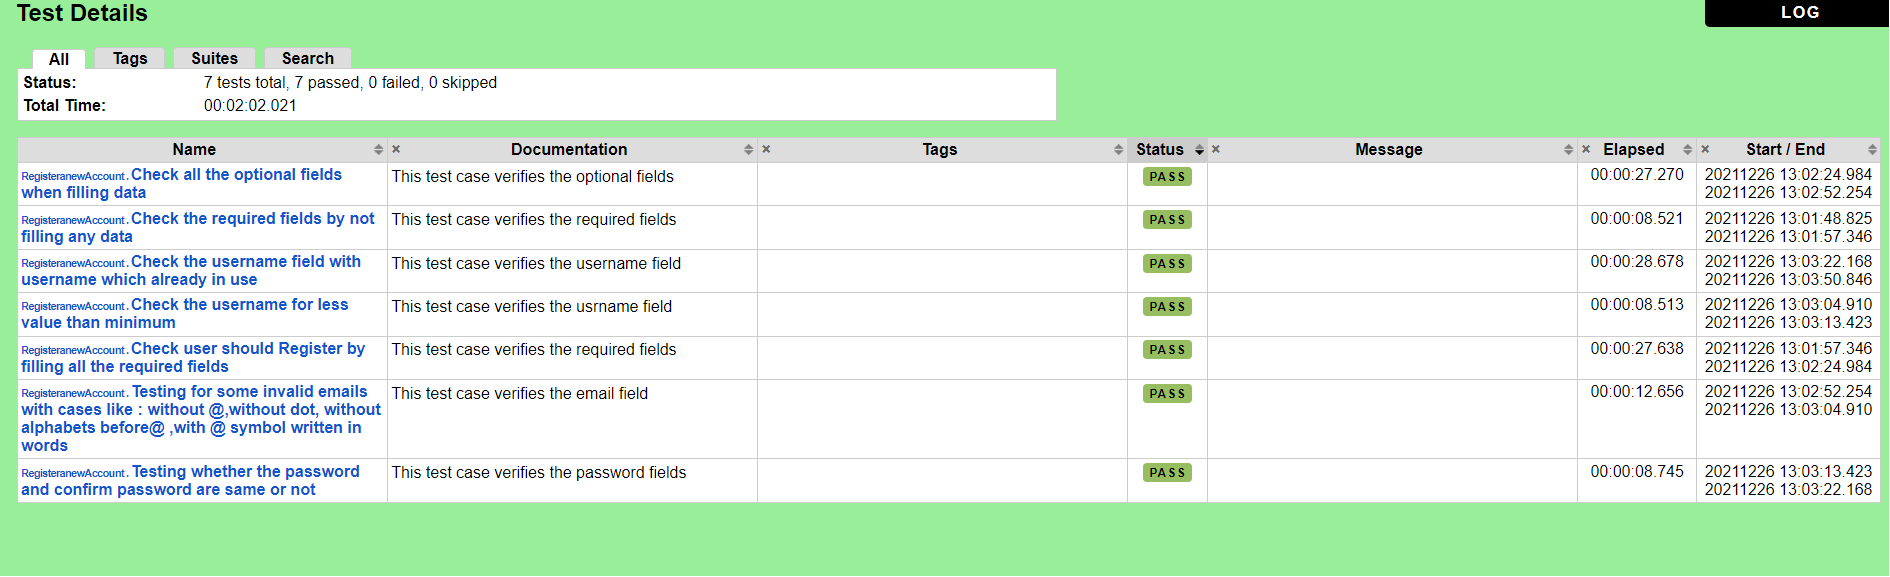 Test Details
LOG
All Tags Suites Search
Status: 7 tests total, 7 passed, 0 failed, 0 skipped
Total Time: 00:02:02.021
Name × Documentation × Tags Status × Message × Elapsed × Start / End
RegisteranewAccount. Check all the optional fields This test case verifies the optional fields PASS 00:00:27.270 20211226 13:02:24.984
when filling data 20211226 13:02:52.254
RegisteranewAccount. Check the required fields by not This test case verifies the required fields PASS 00:00:08.521 20211226 13:01:48.825
filling any data 20211226 13:01:57.346
RegisteranewAccount. Check the username field with This test case verifies the username field PASS 00:00:28.678 20211226 13:03:22.168
username which already in use 20211226 13:03:50.846
RegisteranewAccount. Check the username for less This test case verifies the usrname field PASS 00:00:08.513 20211226 13:03:04.910
value than minimum 20211226 13:03:13.423
RegisteranewAccount. Check user should Register by This test case verifies the required fields PASS 00:00:27.638 20211226 13:01:57.346
filling all the required fields 20211226 13:02:24.984
RegisteranewAccount. Testing for some invalid emails This test case verifies the email field PASS 00:00:12.656 20211226 13:02:52.254
with cases like : without @,without dot, without 20211226 13:03:04.910
alphabets before@ ,with @ symbol written in
words
RegisteranewAccount. Testing whether the password This test case verifies the password fields PASS 00:00:08.745 20211226 13:03:13.423
and confirm password are same or not 20211226 13:03:22.168